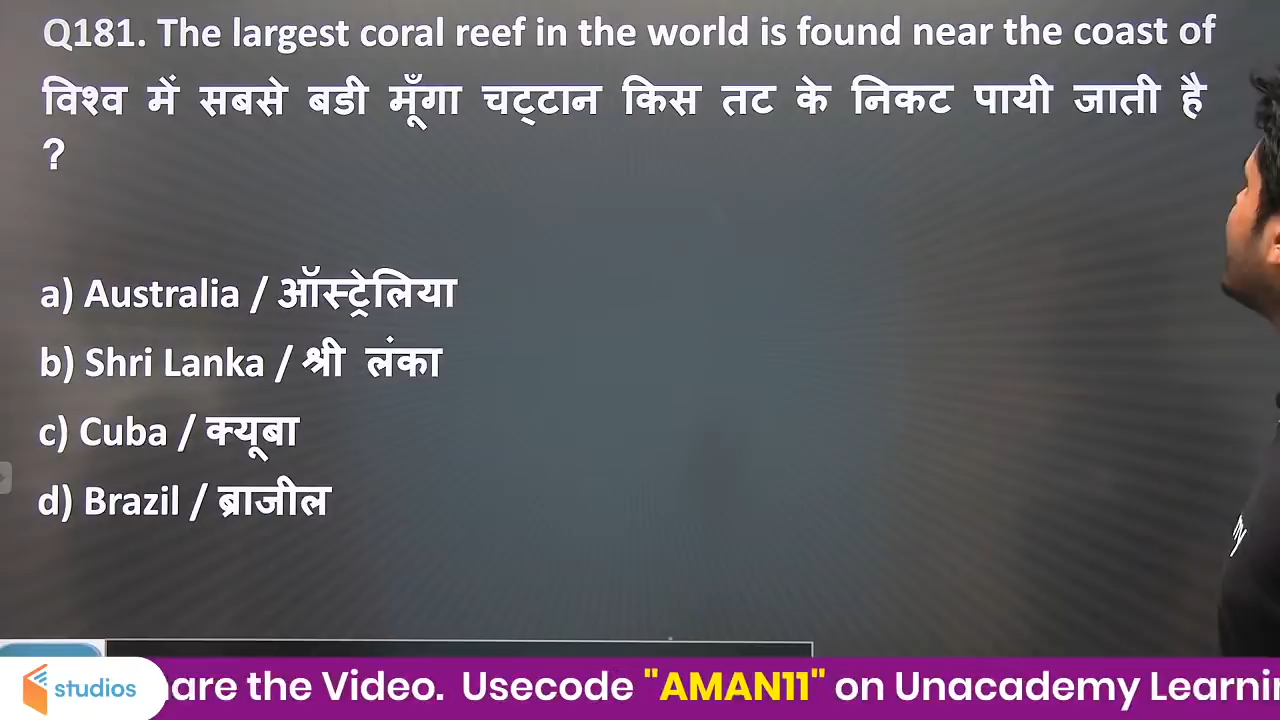 Q181. The largest coral reef in the world is found near the coast of
विश्व में सबसे बडी मूँगा चट्टान किस तट के निकट पायी जाती है
?
a) Australia / ऑस्ट्रेलिया
b) Shri Lanka / श्री लंका
c) Cuba / क्यूबा
d) Brazil / ब्राजील
studios
are the Video. Usecode "AMAN11" on Unacademy Learnin